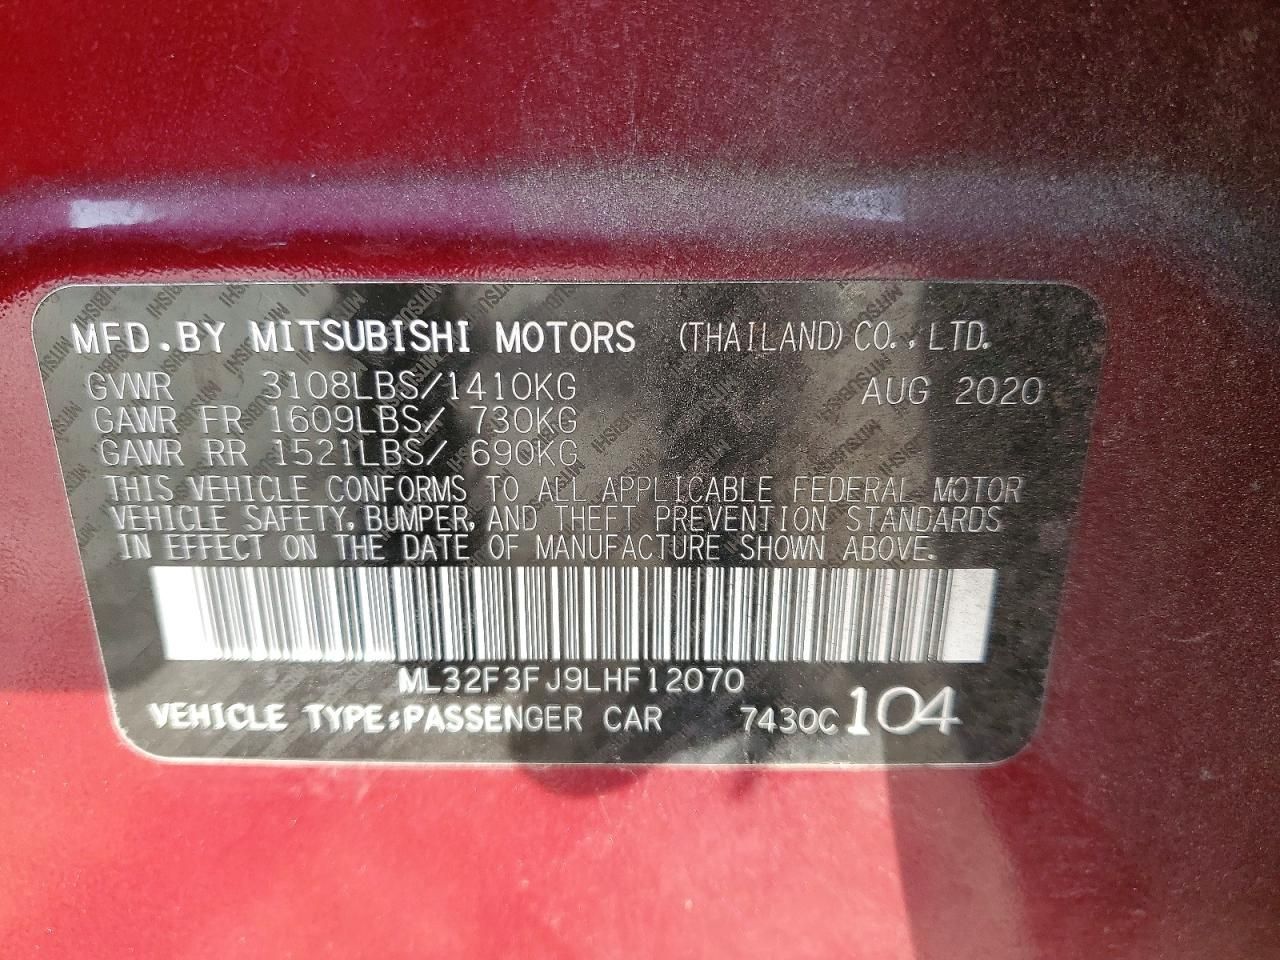 MFD.BY MITSUBISHI MOTORS (THAILAND) CO.,LTD.
GVWR 3108LBS/1410KG AUG 2020
GAWR FR 1609LBS/ 730KG
GAWR RR 1521LBS/ 690KG
THIS VEHICLE CONFORMS TO ALL APPLICABLE FEDERAL MOTOR
VEHICLE SAFETY, BUMPER, AND THEFT PREVENTION STANDARDS
IN EFFECT ON THE DATE OF MANUFACTURE SHOWN ABOVE.
ML32F3FJ9LHF12070
VEHICLE TYPE:PASSENGER CAR 7430C104